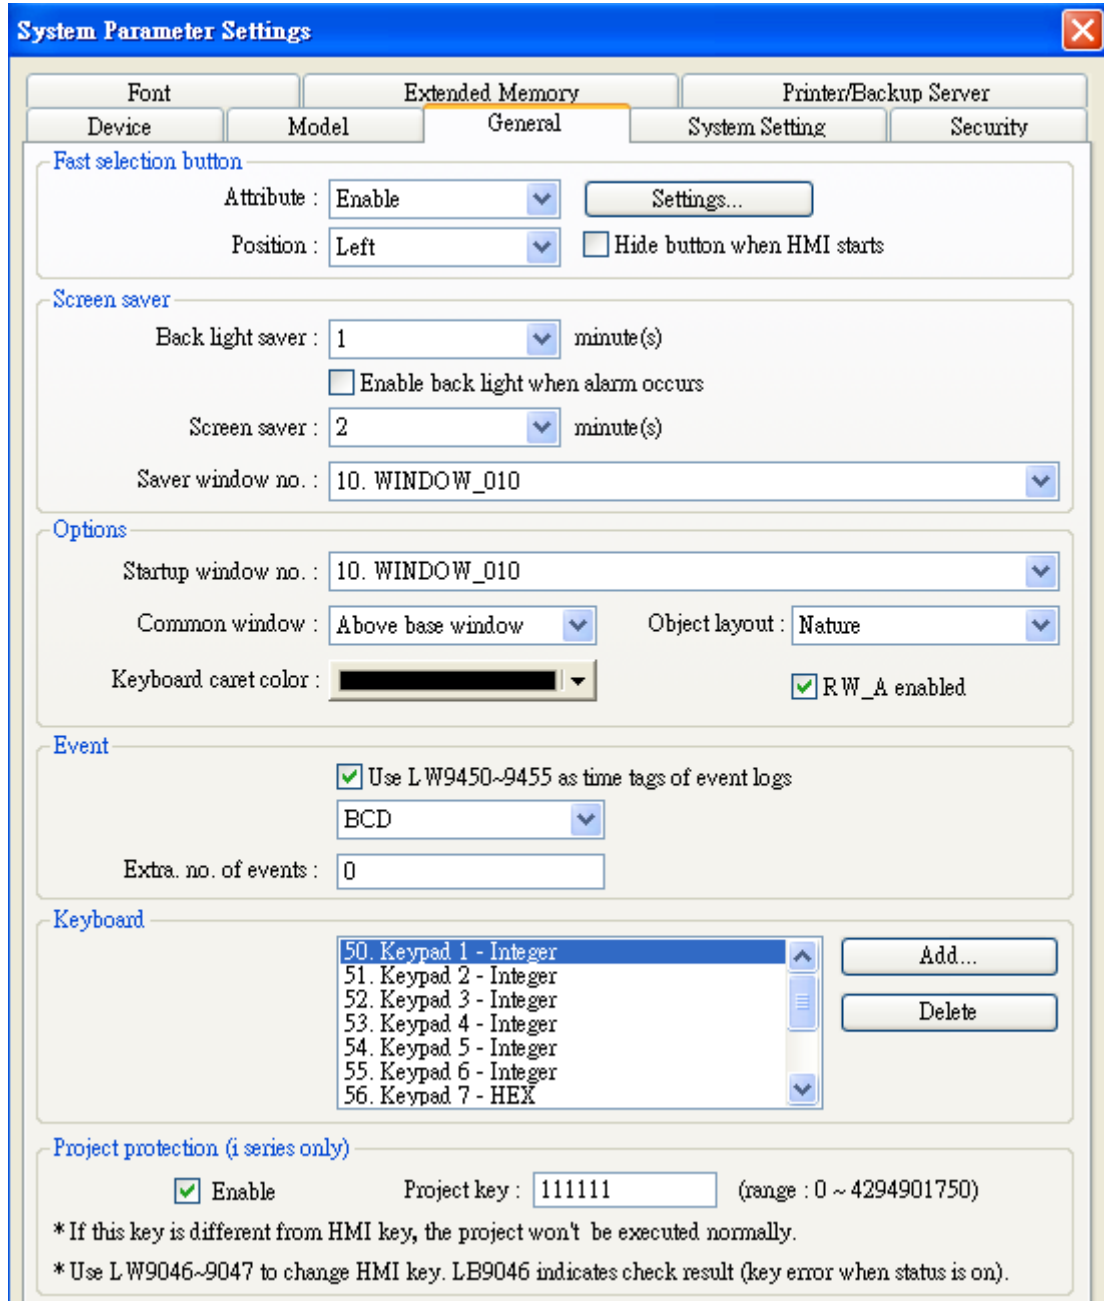 System Parameter Settings
Font Extended Memory Printer/Backup Server
Device Model General System Setting Security
Fast selection button
Attribute : Enable Settings...
Position : Left Hide button when HMI starts
Screen saver
Back light saver : 1 minute(s)
Enable back light when alarm occurs
Screen saver : 2 minute(s)
Saver window no. : 10. WINDOW_010
Options
Startup window no. : 10. WINDOW_010
Common window : Above base window Object layout : Nature
Keyboard caret color : RW_A enabled
Event
Use LW9450~9455 as time tags of event logs
BCD
Extra. no. of events : 0
Keyboard
50. Keypad 1 - Integer Add...
51. Keypad 2 - Integer
52. Keypad 3 - Integer Delete
53. Keypad 4 - Integer
54. Keypad 5 - Integer
55. Keypad 6 - Integer
56. Keypad 7 - HEX
Project protection (i series only)
Enable Project key : 111111 (range : 0 ~ 4294901750)
* If this key is different from HMI key, the project won't be executed normally.
* Use LW9046~9047 to change HMI key. LB9046 indicates check result (key error when status is on).